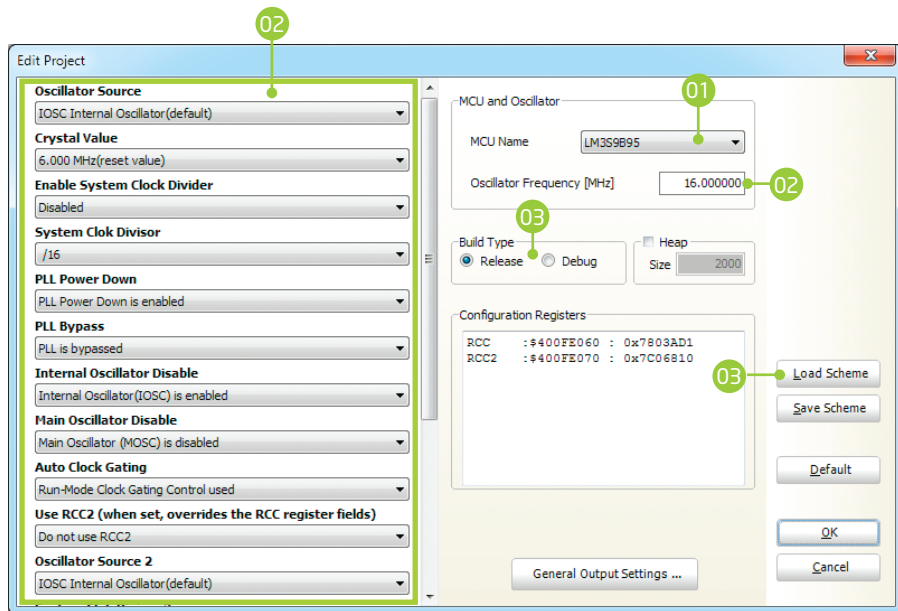 02
Edit Project
Oscillator Source
IOSC Internal Oscillator(default)
Crystal Value
6.000 MHz(reset value)
Enable System Clock Divider
Disabled
System Clok Divisor
/16
PLL Power Down
PLL Power Down is enabled
PLL Bypass
PLL is bypassed
Internal Oscillator Disable
Internal Oscillator(IOSC) is enabled
Main Oscillator Disable
Main Oscillator (MOSC) is disabled
Auto Clock Gating
Run-Mode Clock Gating Control used
Use RCC2 (when set, overrides the RCC register fields)
Do not use RCC2
Oscillator Source 2
IOSC Internal Oscillator(default)
MCU and Oscillator
01
MCU Name LM3S9B95
Oscillator Frequency [MHz] 16.000000
02
03
Build Type
Release Debug
Heap
Size 2000
Configuration Registers
RCC :$400FE060 : 0x7803AD1
RCC2 :$400FE070 : 0x7C06810
03
Load Scheme
Save Scheme
Default
OK
Cancel
General Output Settings ...